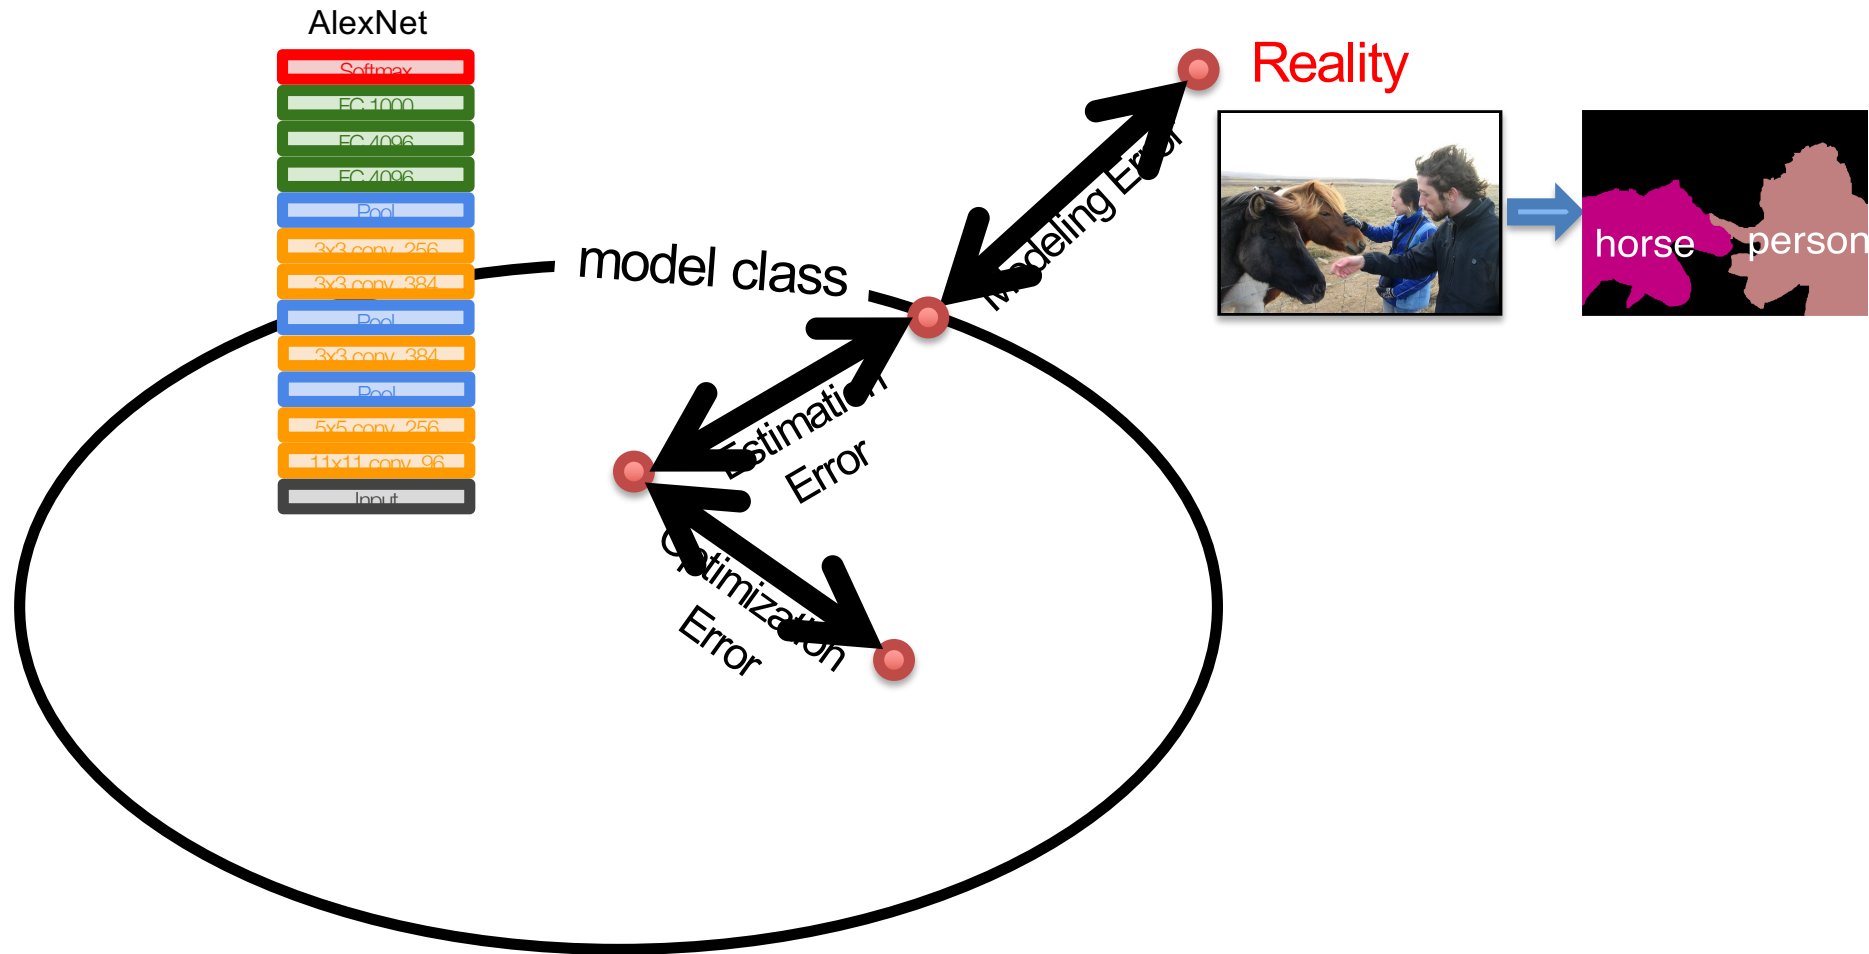 AlexNet
Softmax
FC 1000
FC 4096
FC 4096
Pool
3x3 conv, 256
3x3 conv, 384
Pool
3x3 conv, 384
Pool
5x5 conv, 256
11x11 conv, 96
Input
model class
Reality
Modeling Error
horse
person
Estimation
Error
Optimization
Error